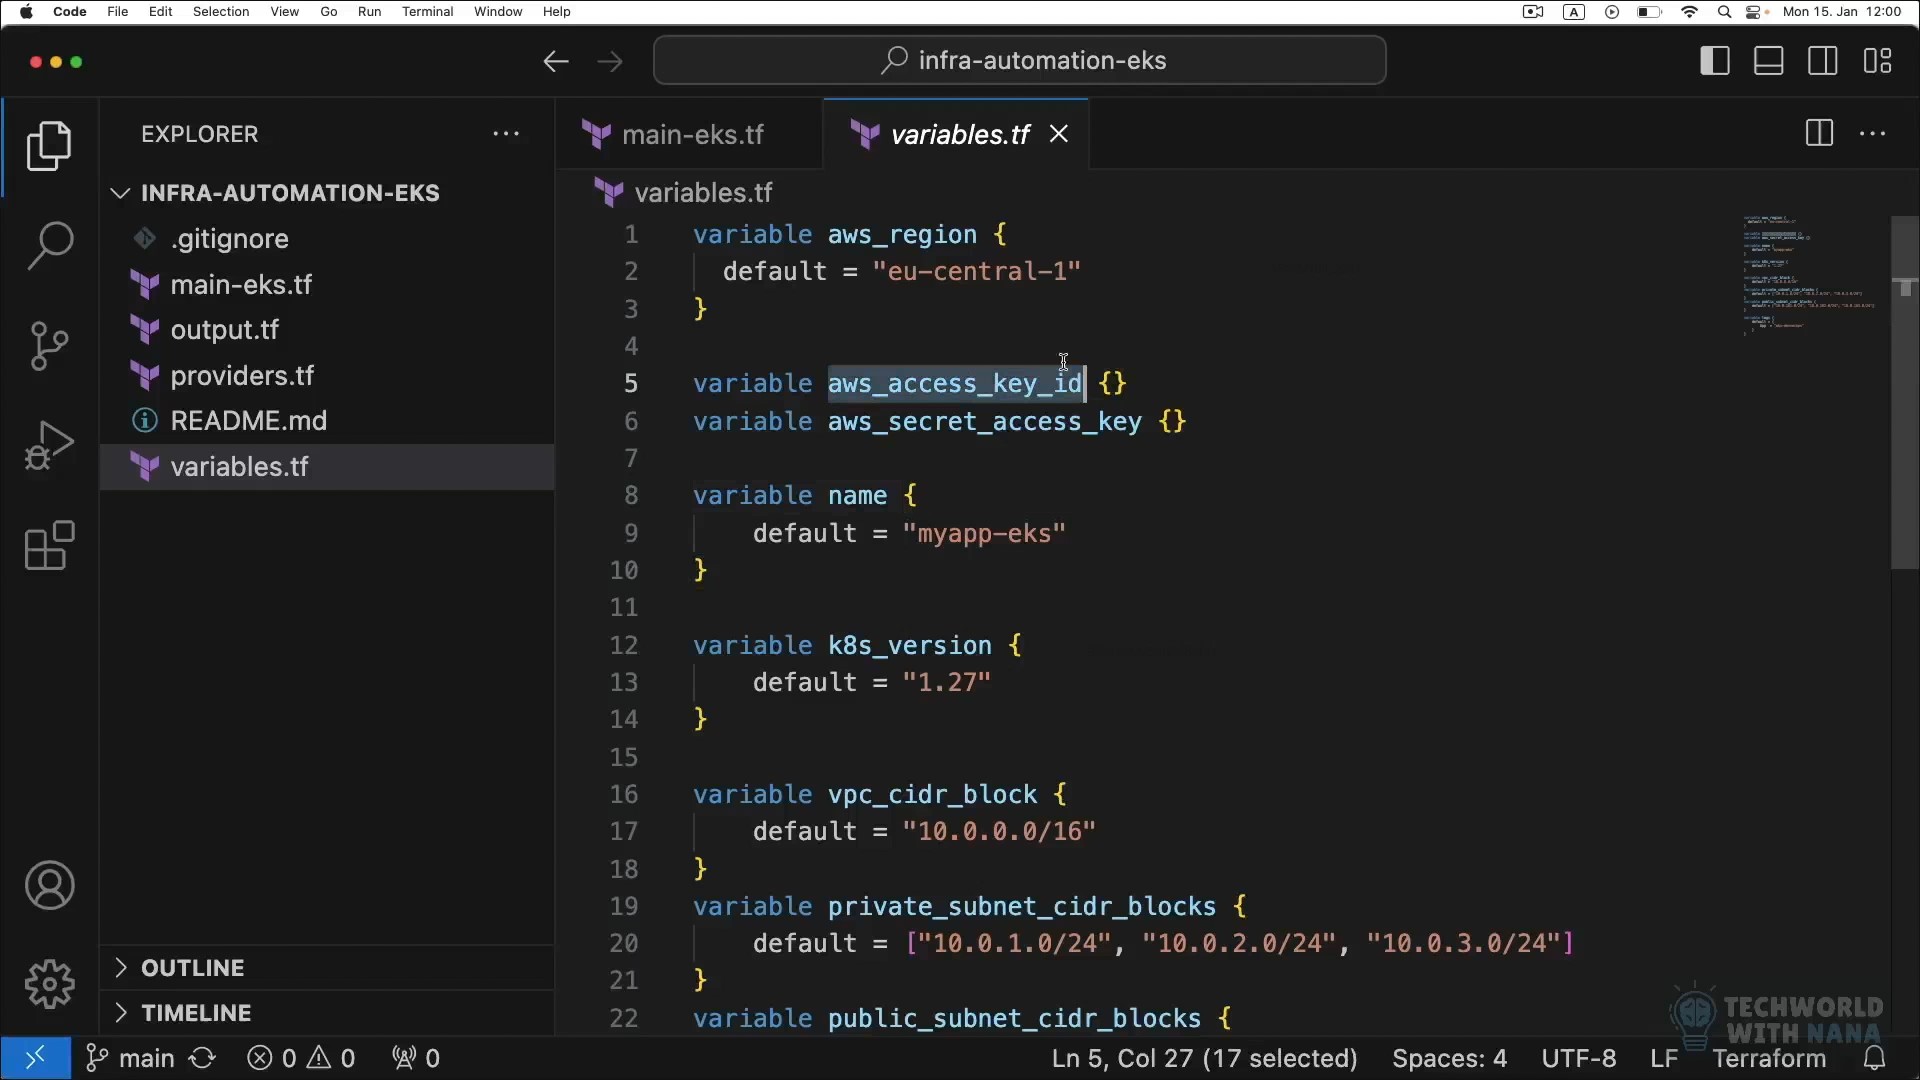 Code File Edit Selection View Go Run Terminal Window Help A Mon 15. Jan 12:00
infra-automation-eks
EXPLORER
main-eks.tf
variables.tf
INFRA-AUTOMATION-EKS
.gitignore
main-eks.tf
output.tf
providers.tf
README.md
variables.tf
OUTLINE
TIMELINE
variables.tf
1 variable aws_region {
2 default = "eu-central-1"
3 }
4
5 variable aws_access_key_id {}
6 variable aws_secret_access_key {}
7
8 variable name {
9 default = "myapp-eks"
10 }
11
12 variable k8s_version {
13 default = "1.27"
14 }
15
16 variable vpc_cidr_block {
17 default = "10.0.0.0/16"
18 }
19 variable private_subnet_cidr_blocks {
20 default = ["10.0.1.0/24", "10.0.2.0/24", "10.0.3.0/24"]
21 }
22 variable public_subnet_cidr_blocks {
TECHWORLD
WITH NANA
main 0 0 0 Ln 5, Col 27 (17 selected) Spaces: 4 UTF-8 LF Terraform